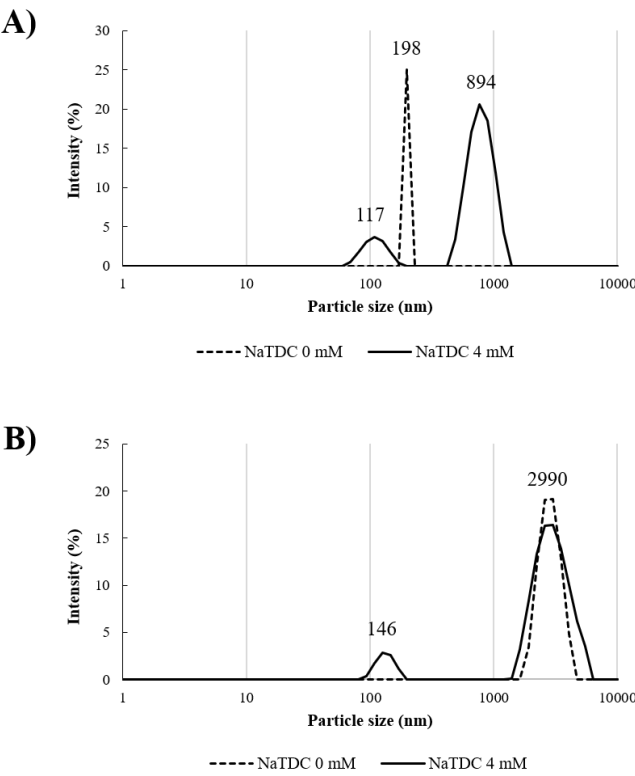 A)
30
25
20
15
10
5
0
Intensity (%)
198
894
117
1 10 100 1000 10000
Particle size (nm)
NaTDC 0 mM NaTDC 4 mM
B)
25
20
15
10
5
0
Intensity (%)
2990
146
1 10 100 1000 10000
Particle size (nm)
NaTDC 0 mM NaTDC 4 mM